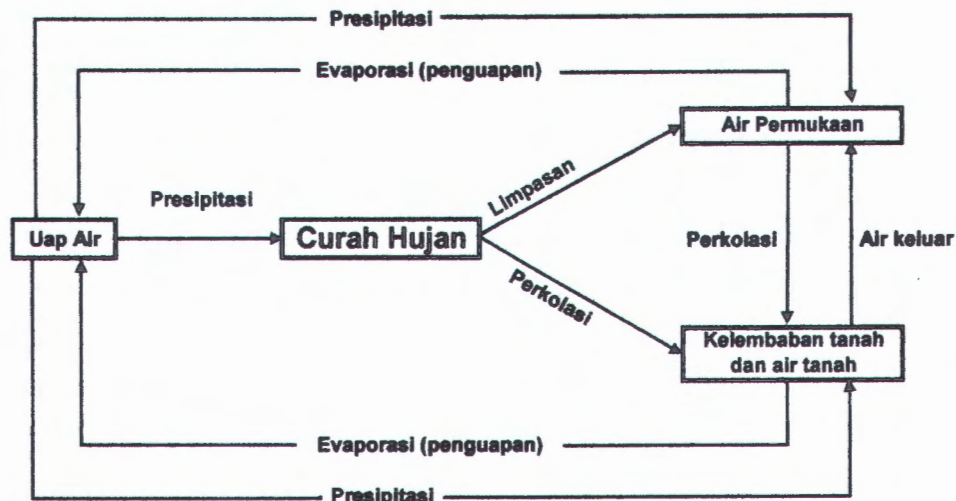 Presipitasi
Evaporasi (penguapan)
Air Permukaan
Limpasan
Presipitasi
Uap Air
Curah Hujan
Perkolasi
Air keluar
Perkolasi
Kelembaban tanah
dan air tanah
Evaporasi (penguapan)
Presipitasi